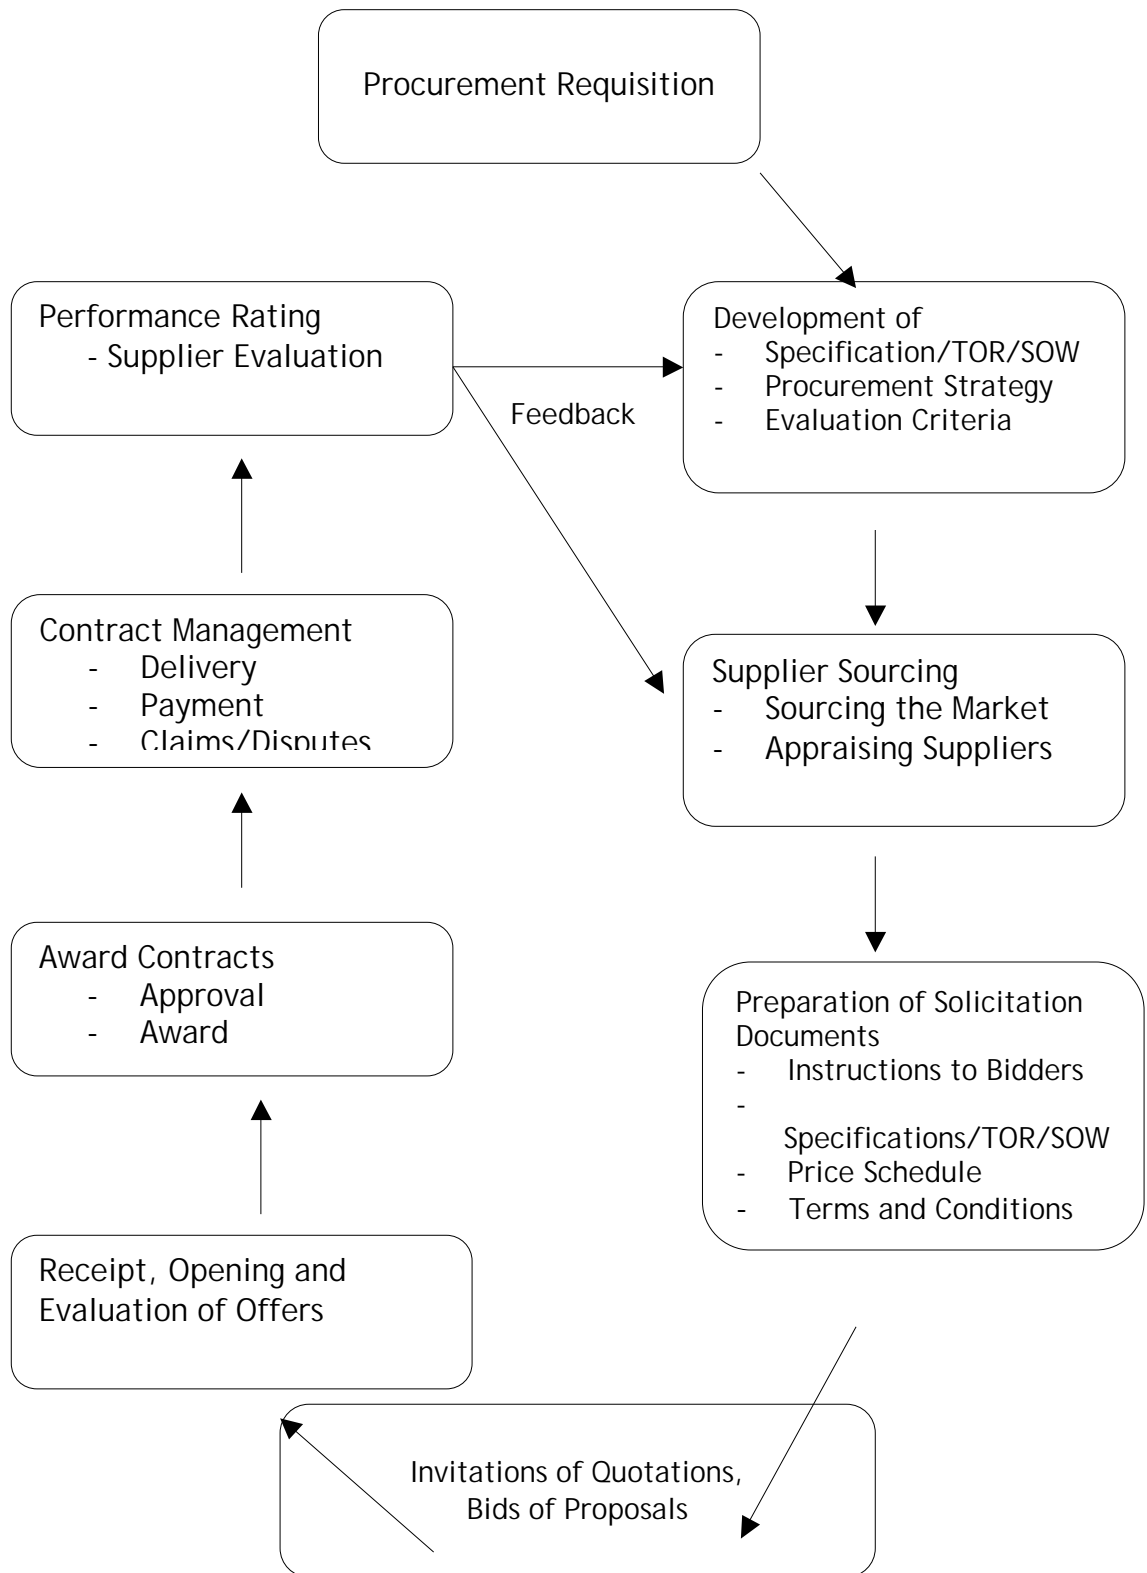 Procurement Requisition
Performance Rating
- Supplier Evaluation
Feedback
Development of
- Specification/TOR/SOW
- Procurement Strategy
- Evaluation Criteria
Contract Management
- Delivery
- Payment
- Claims/Disputes
Supplier Sourcing
- Sourcing the Market
- Appraising Suppliers
Award Contracts
- Approval
- Award
Preparation of Solicitation
Documents
- Instructions to Bidders
-
Specifications/TOR/SOW
- Price Schedule
- Terms and Conditions
Receipt, Opening and
Evaluation of Offers
Invitations of Quotations,
Bids of Proposals